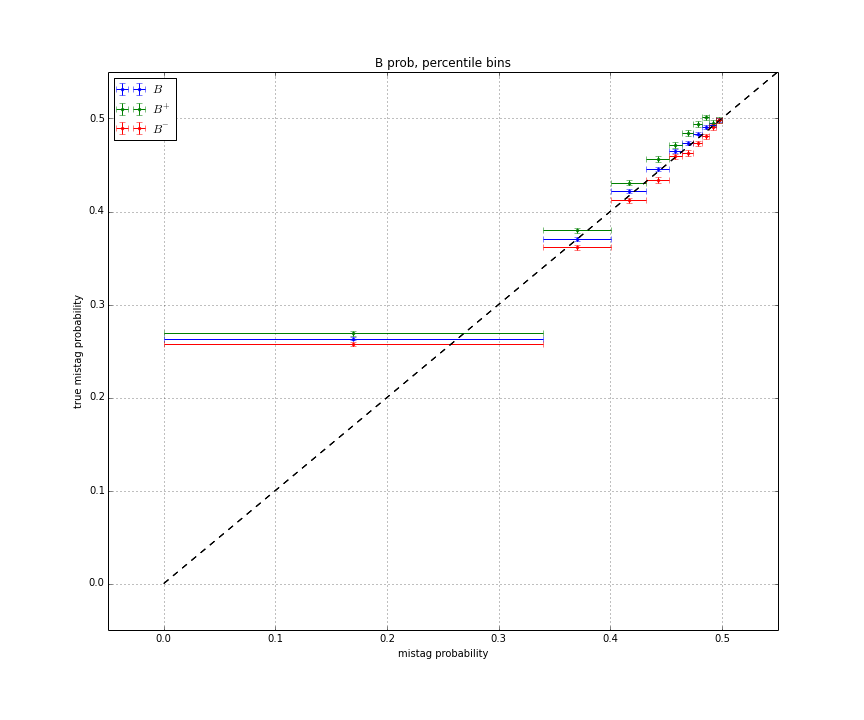 B prob, percentile bins
B
B⁺
B⁻
0.5
0.4
0.3
0.2
0.1
0.0
true mistag probability
0.0 0.1 0.2 0.3 0.4 0.5
mistag probability